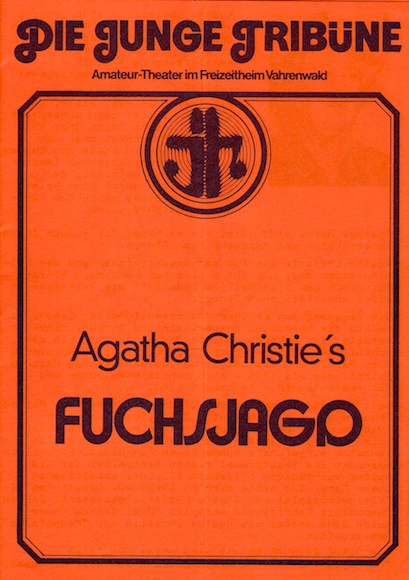 DIE JUNGE TRIBÜNE
Amateur-Theater im Freizeitheim Vahrenwald
Agatha Christie´s
FUCHSJAGD